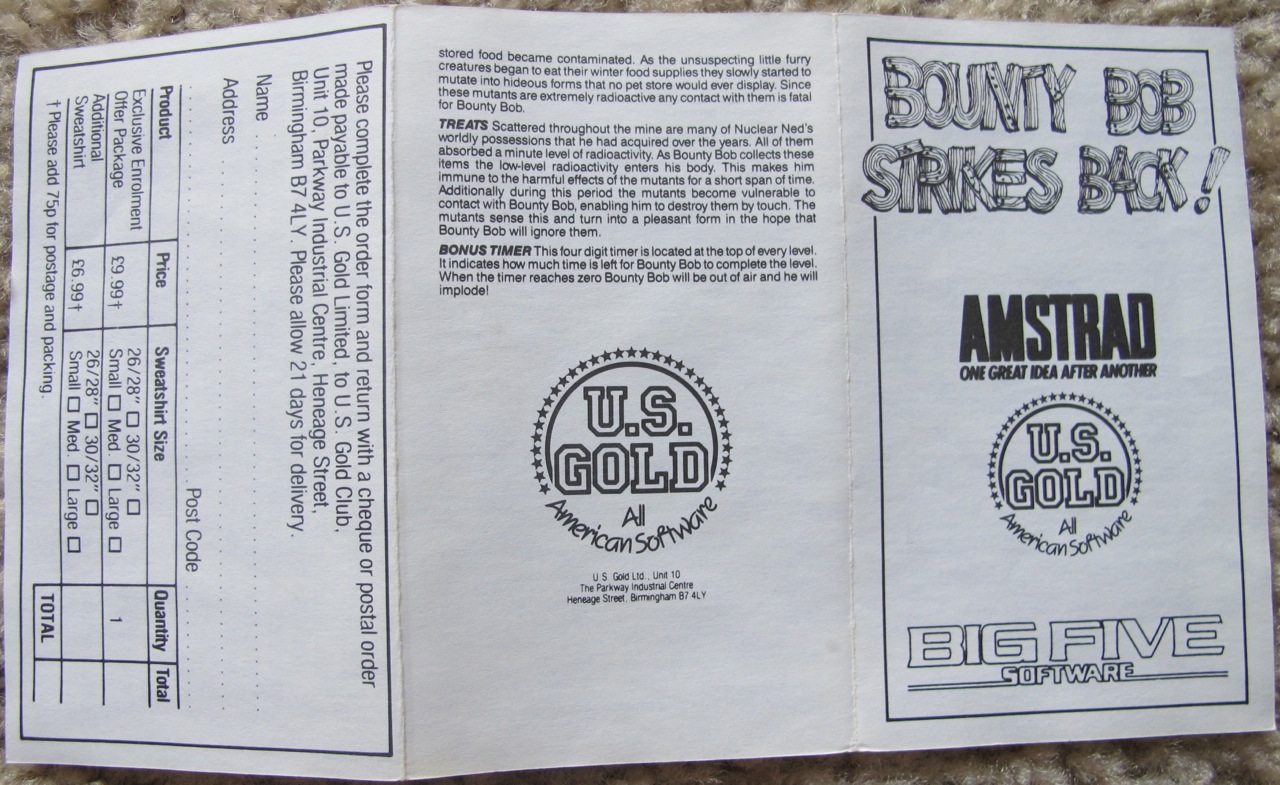 Please complete the order form and return with a cheque or postal order
made payable to U.S. Gold Limited, to U.S. Gold Club,
Unit 10, Parkway Industrial Centre, Heneage Street,
Birmingham B7 4LY. Please allow 21 days for delivery.
Name
Address
Post Code
Product Price Sweatshirt Size Quantity Total
Exclusive Enrolment
Offer Package £9.99† 26/28" □ 30/32" □
Small □ Med. □ Large □ 1
Additional
Sweatshirt £6.99† 26/28" □ 30/32" □
Small □ Med. □ Large □
† Please add 75p for postage and packing. TOTAL
stored food became contaminated. As the unsuspecting little furry
creatures began to eat their winter food supplies they slowly started to
mutate into hideous forms that no pet store would ever display. Since
these mutants are extremely radioactive any contact with them is fatal
for Bounty Bob.
TREATS Scattered throughout the mine are many of Nuclear Ned's
worldly possessions that he had acquired over the years. All of them
absorbed a minute level of radioactivity. As Bounty Bob collects these
items the low-level radioactivity enters his body. This makes him
immune to the harmful effects of the mutants for a short span of time.
Additionally during this period the mutants become vulnerable to
contact with Bounty Bob, enabling him to destroy them by touch. The
mutants sense this and turn into a pleasant form in the hope that
Bounty Bob will ignore them.
BONUS TIMER This four digit timer is located at the top of every level.
It indicates how much time is left for Bounty Bob to complete the level.
When the timer reaches zero Bounty Bob will be out of air and he will
implode!
U.S.
GOLD
All
American Software
U.S. Gold Ltd., Unit 10
The Parkway Industrial Centre
Heneage Street, Birmingham B7 4LY
BOUNTY BOB
STRIKES BACK!
AMSTRAD
ONE GREAT IDEA AFTER ANOTHER
U.S.
GOLD
All
American Software
BIG FIVE
SOFTWARE